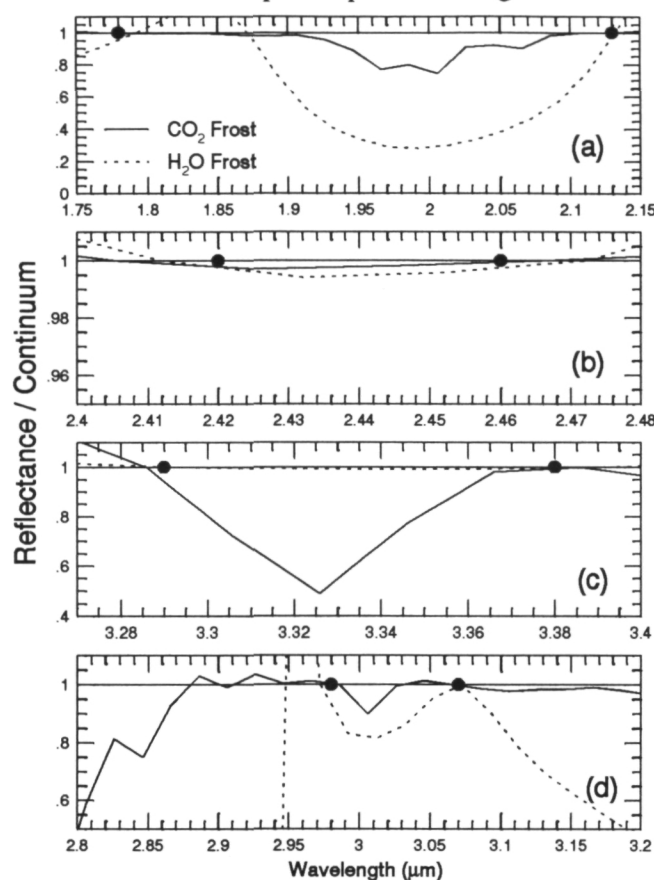 1
.8
.6
.4
.2
0
CO2 Frost
H2O Frost
(a)
1.75 1.8 1.85 1.9 1.95 2 2.05 2.1 2.15
Reflectance / Continuum
1
.98
.96
(b)
2.4 2.41 2.42 2.43 2.44 2.45 2.46 2.47 2.48
1
.8
.6
.4
(c)
3.28 3.3 3.32 3.34 3.36 3.38 3.4
1
.8
.6
(d)
2.8 2.85 2.9 2.95 3 3.05 3.1 3.15 3.2
Wavelength (μm)